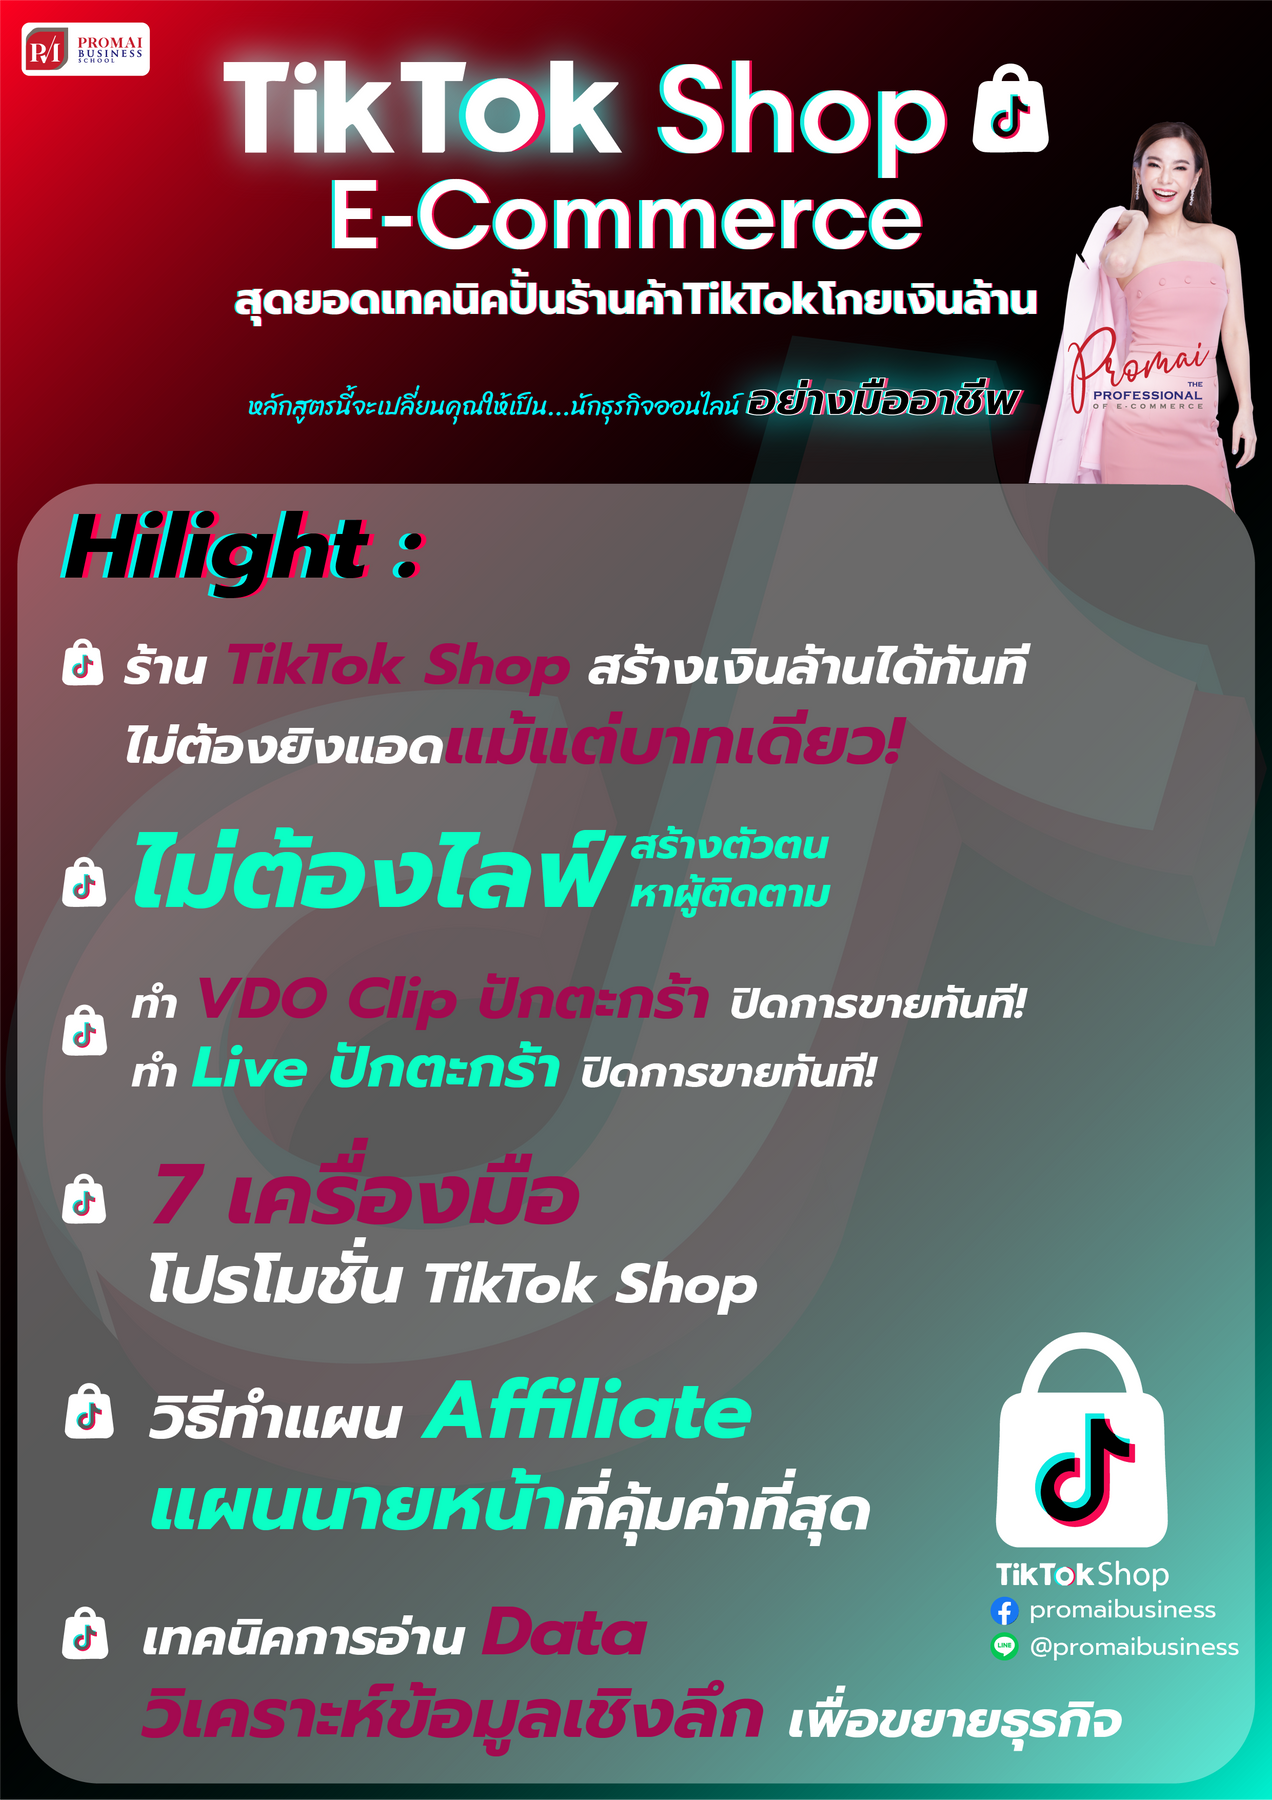 PM PROMAI
BUSINESS
SCHOOL
TikTok Shop
E-Commerce
สุดยอดเทคนิคปั้นร้านค้าTikTokโกยเงินล้าน
หลักสูตรนี้จะเปลี่ยนคุณให้เป็น...นักธุรกิจออนไลน์ อย่างมืออาชีพ
Promai
THE
PROFESSIONAL
OF E-COMMERCE
Hilight :
ร้าน TikTok Shop สร้างเงินล้านได้ทันที
ไม่ต้องยิงแอดแม้แต่บาทเดียว!
ไม่ต้องไลฟ์ สร้างตัวตน
หาผู้ติดตาม
ทำ VDO Clip ปักตะกร้า ปิดการขายทันที!
ทำ Live ปักตะกร้า ปิดการขายทันที!
7 เครื่องมือ
โปรโมชั่น TikTok Shop
วิธีทำแผน Affiliate
แผนนายหน้าที่คุ้มค่าที่สุด
TikTok Shop
promaibusiness
LINE @promaibusiness
เทคนิคการอ่าน Data
วิเคราะห์ข้อมูลเชิงลึก เพื่อขยายธุรกิจ